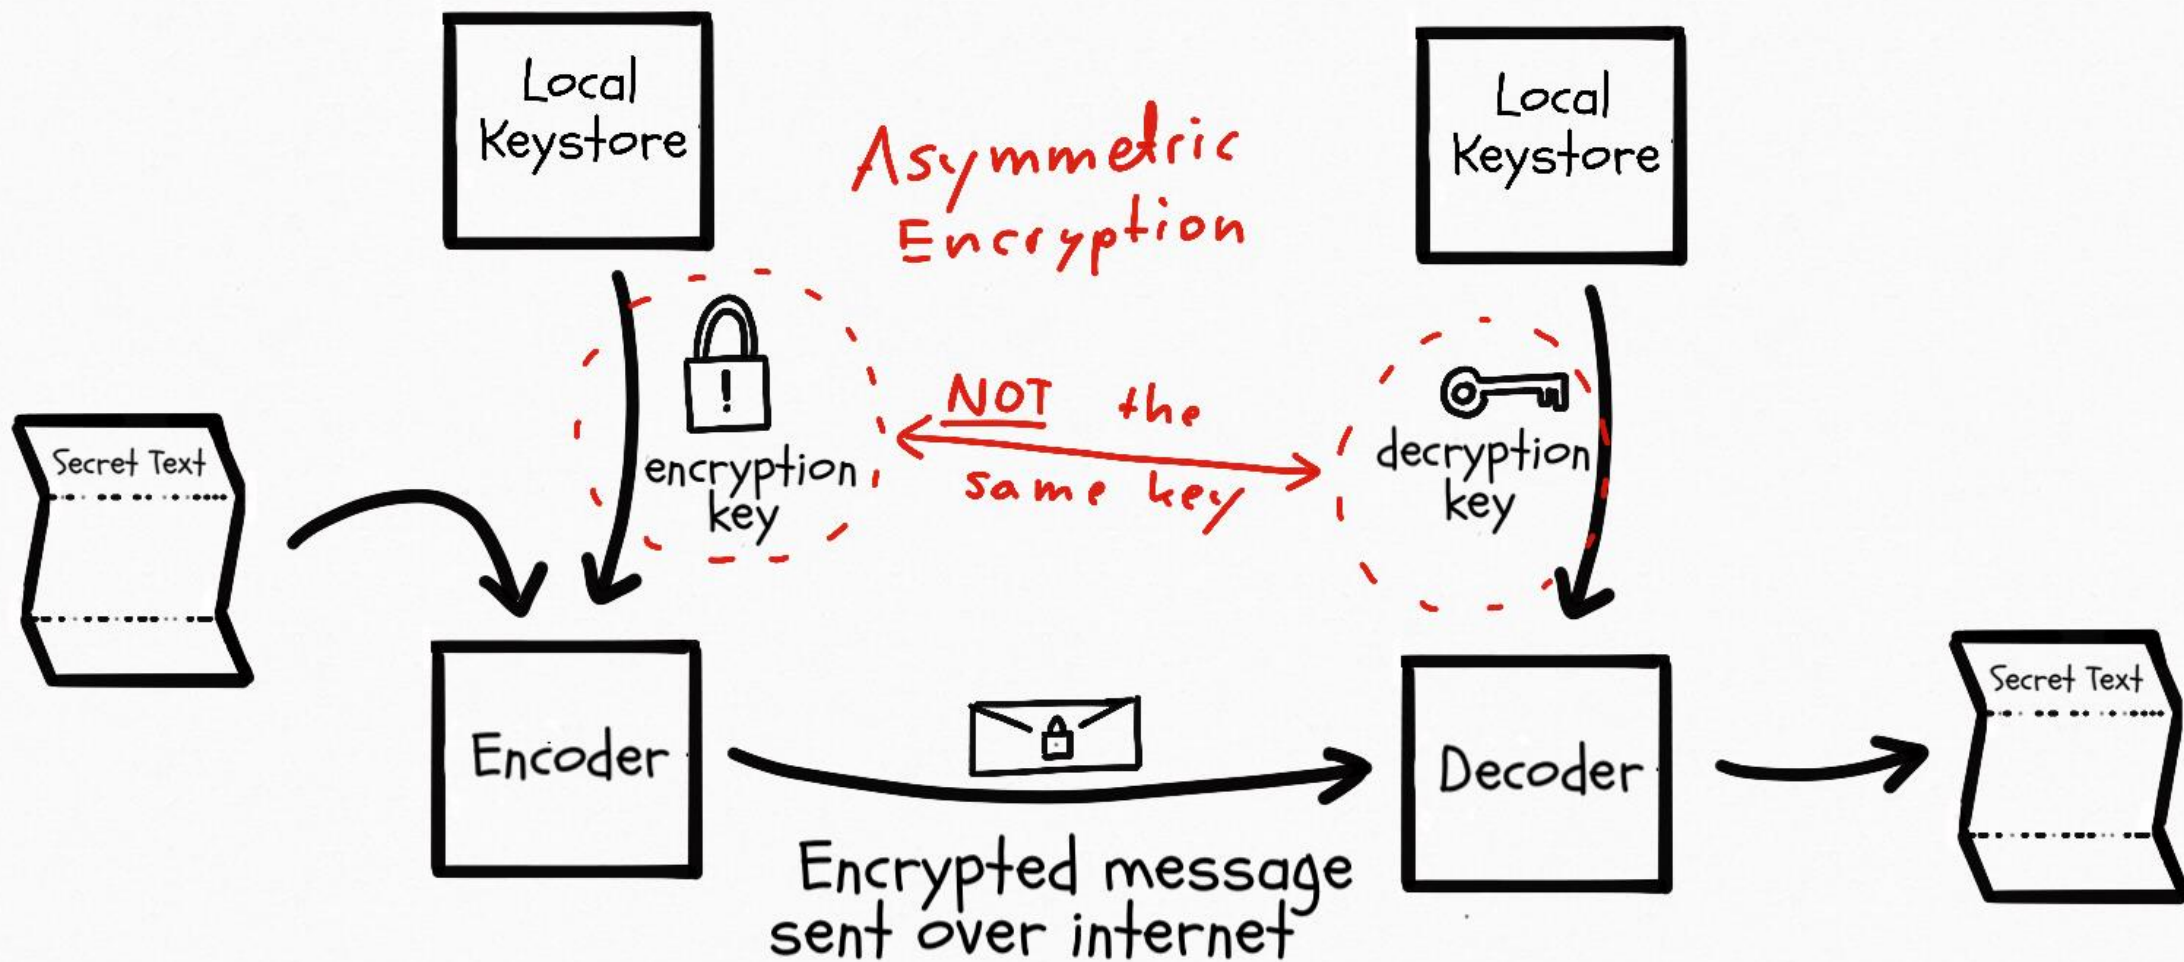 Local
Keystore
Asymmetric
Encryption
Local
Keystore
!
encryption
key
NOT the
same key
decryption
key
Secret Text
Encoder
Encrypted message
sent over internet
Decoder
Secret Text